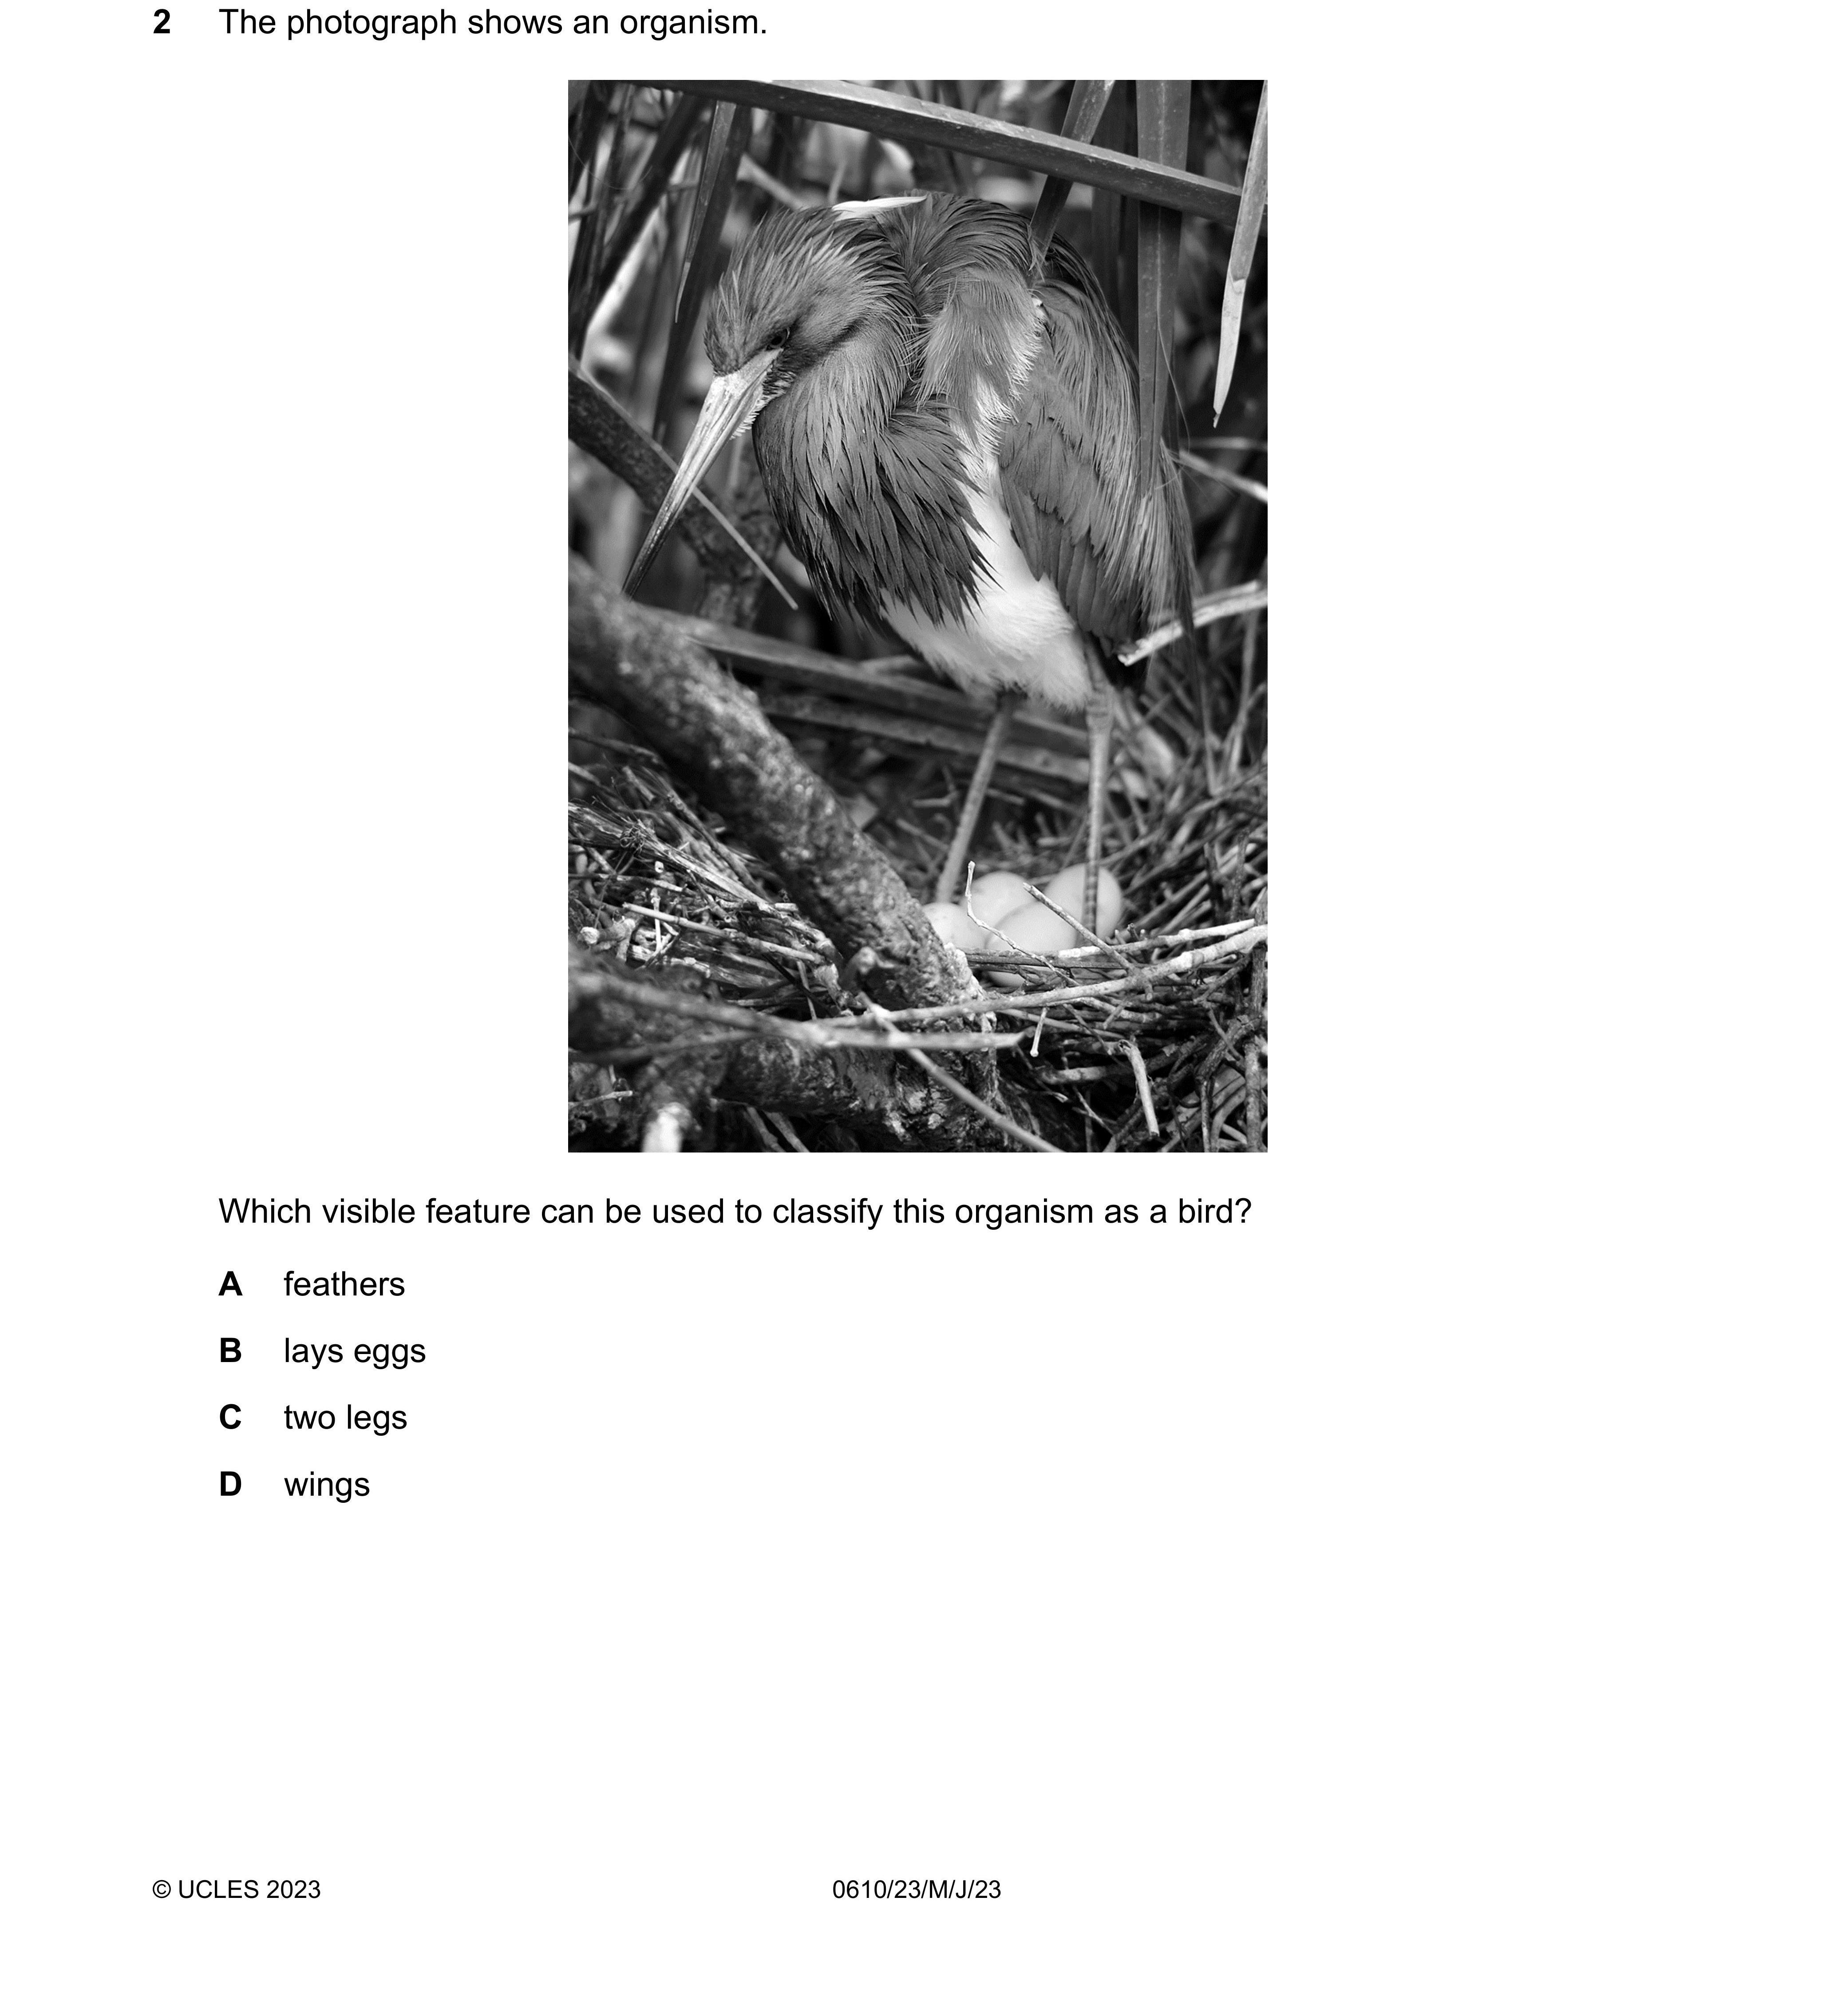 2 The photograph shows an organism.
Which visible feature can be used to classify this organism as a bird?
A feathers
B lays eggs
C two legs
D wings
© UCLES 2023 0610/23/M/J/23